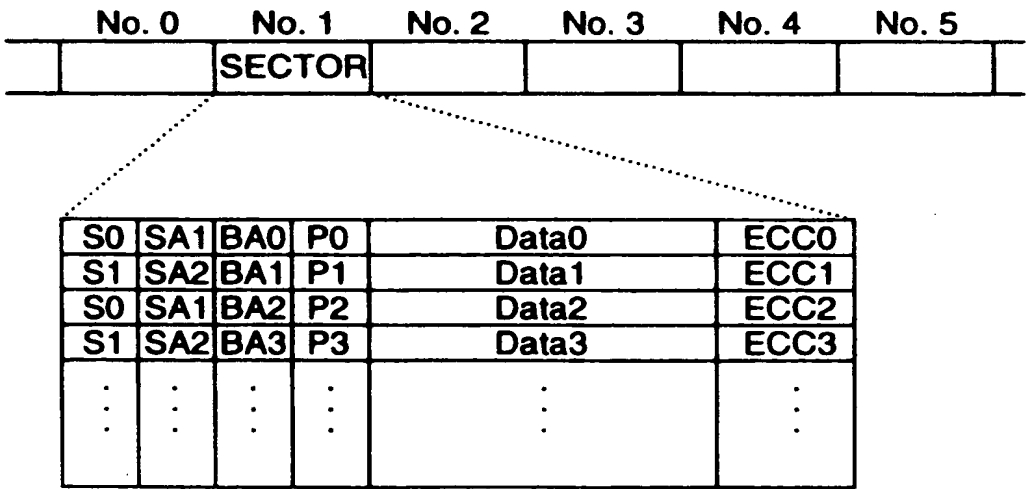 No. 0 No. 1 No. 2 No. 3 No. 4 No. 5
SECTOR
S0 SA1 BA0 P0 Data0 ECC0
S1 SA2 BA1 P1 Data1 ECC1
S0 SA1 BA2 P2 Data2 ECC2
S1 SA2 BA3 P3 Data3 ECC3